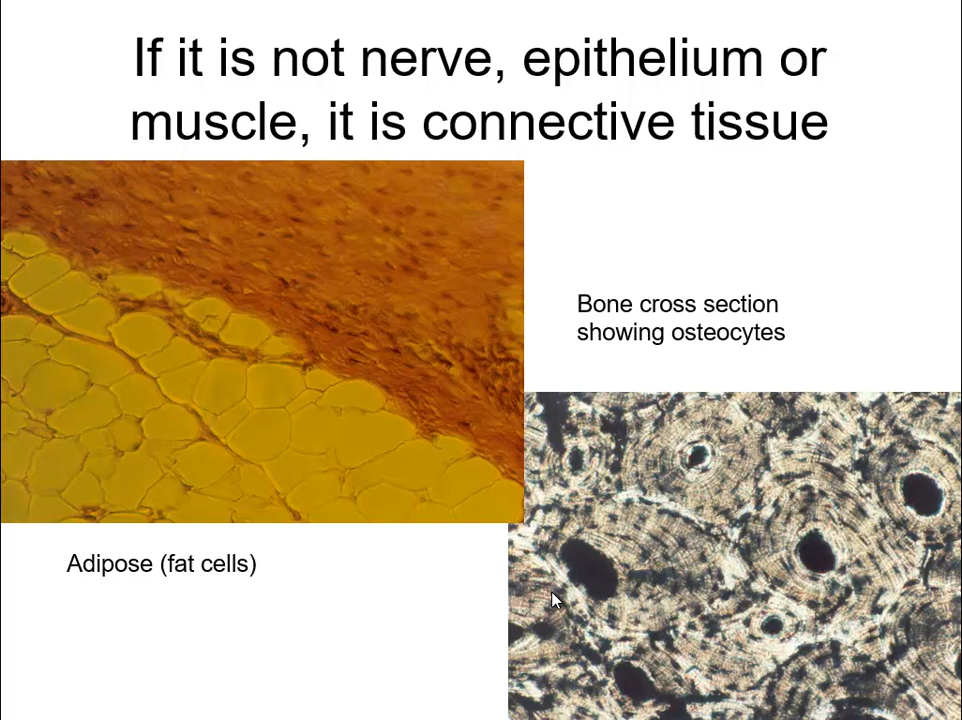 If it is not nerve, epithelium or
muscle, it is connective tissue
Bone cross section
showing osteocytes
Adipose (fat cells)